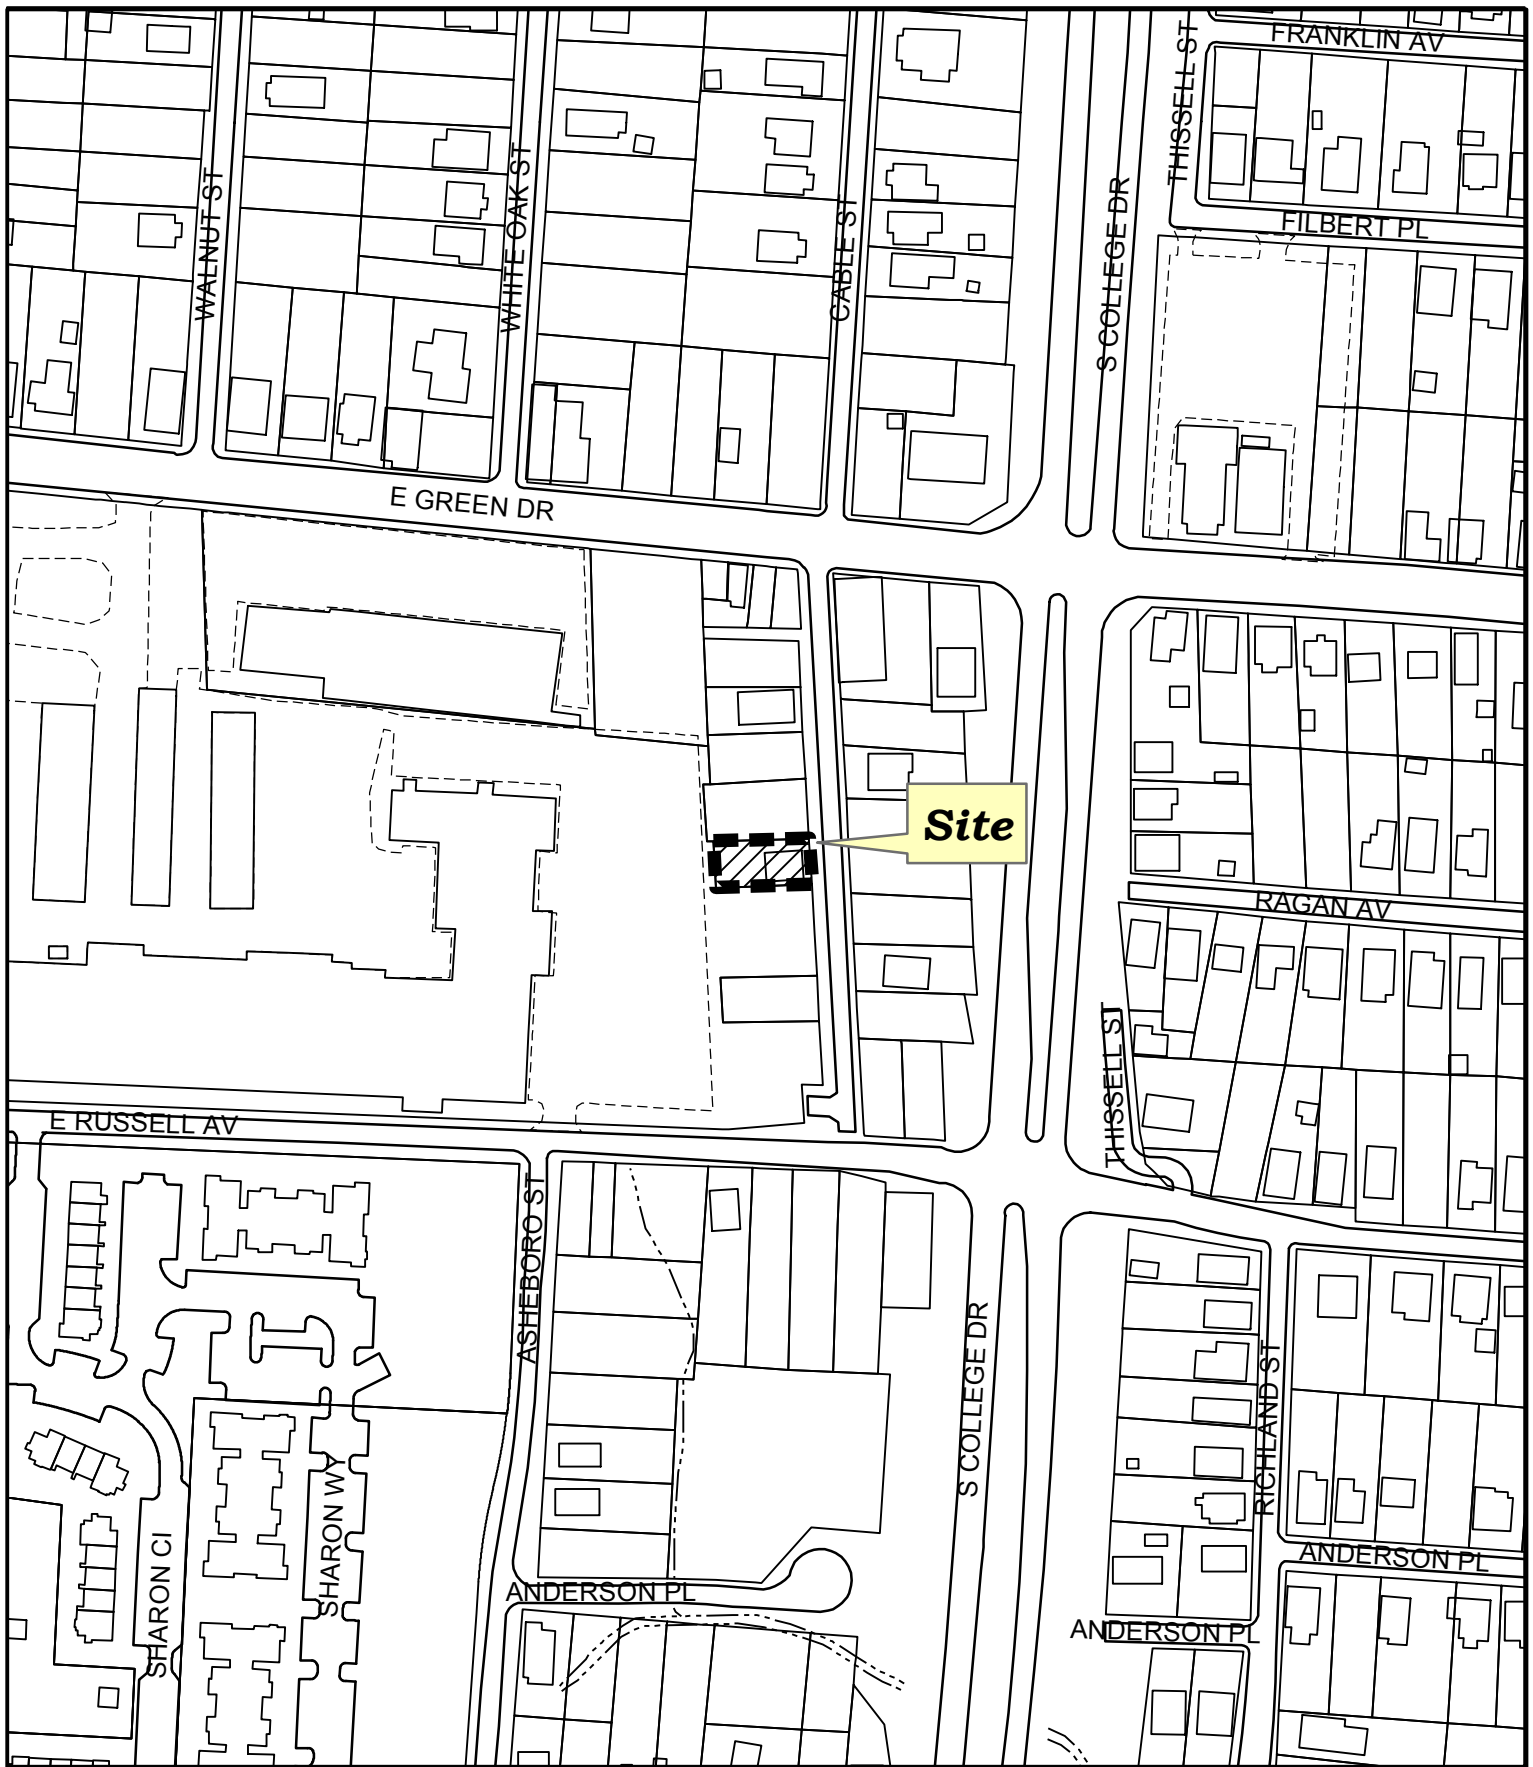 FRANKLIN AV
THISSELL ST
WALNUT ST
WHITE OAK ST
CABLE ST
S COLLEGE DR
FILBERT PL
E GREEN DR
Site
RAGAN AV
THISSELL ST
E RUSSELL AV
ASHEBORO ST
S COLLEGE DR
RICHLAND ST
SHARON CI
SHARON WY
ANDERSON PL
ANDERSON PL
ANDERSON PL